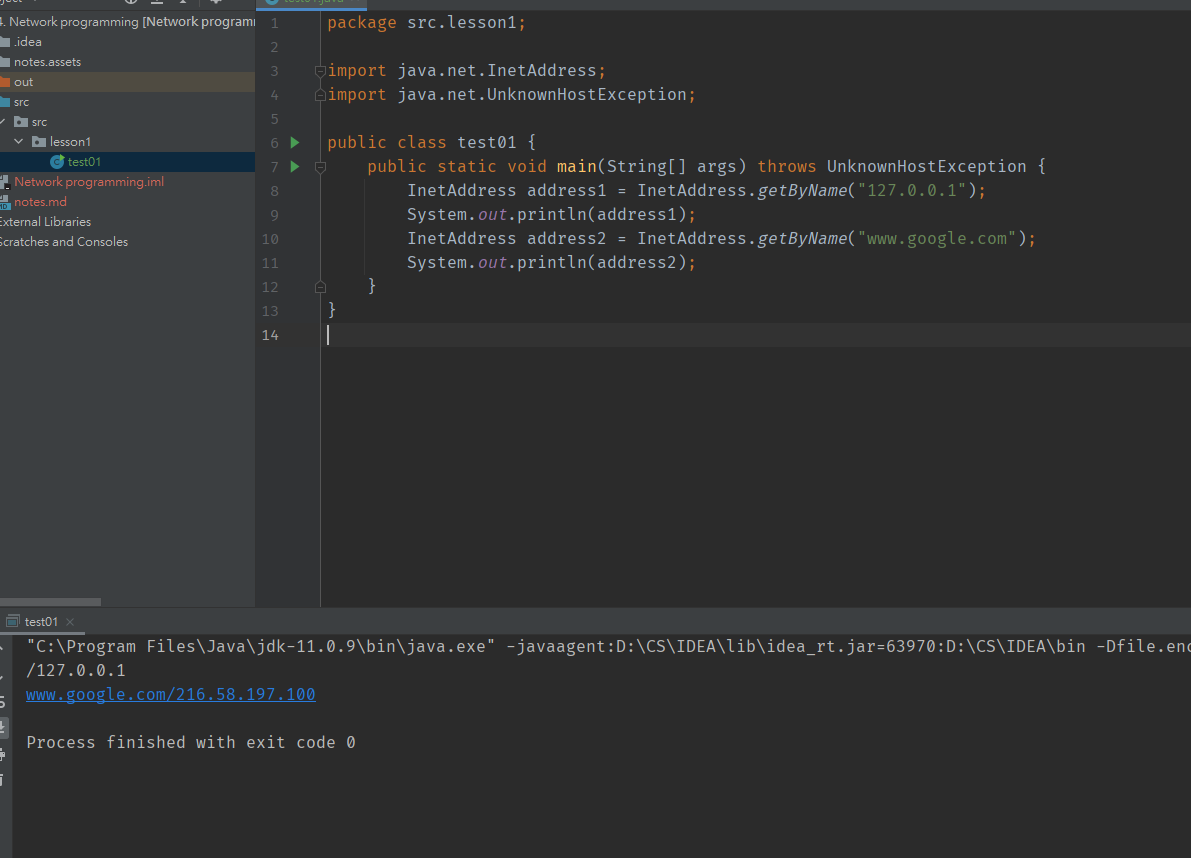 4. Network programming [Network programm
.idea
notes.assets
out
src
src
lesson1
test01
Network programming.iml
notes.md
External Libraries
Scratches and Consoles
1 package src.lesson1;
2
3 import java.net.InetAddress;
4 import java.net.UnknownHostException;
5
6 public class test01 {
7 public static void main(String[] args) throws UnknownHostException {
8 InetAddress address1 = InetAddress.getByName("127.0.0.1");
9 System.out.println(address1);
10 InetAddress address2 = InetAddress.getByName("www.google.com");
11 System.out.println(address2);
12 }
13 }
14
test01
"C:\Program Files\Java\jdk-11.0.9\bin\java.exe" -javaagent:D:\CS\IDEA\lib\idea_rt.jar=63970:D:\CS\IDEA\bin -Dfile.enc
/127.0.0.1
www.google.com/216.58.197.100
Process finished with exit code 0